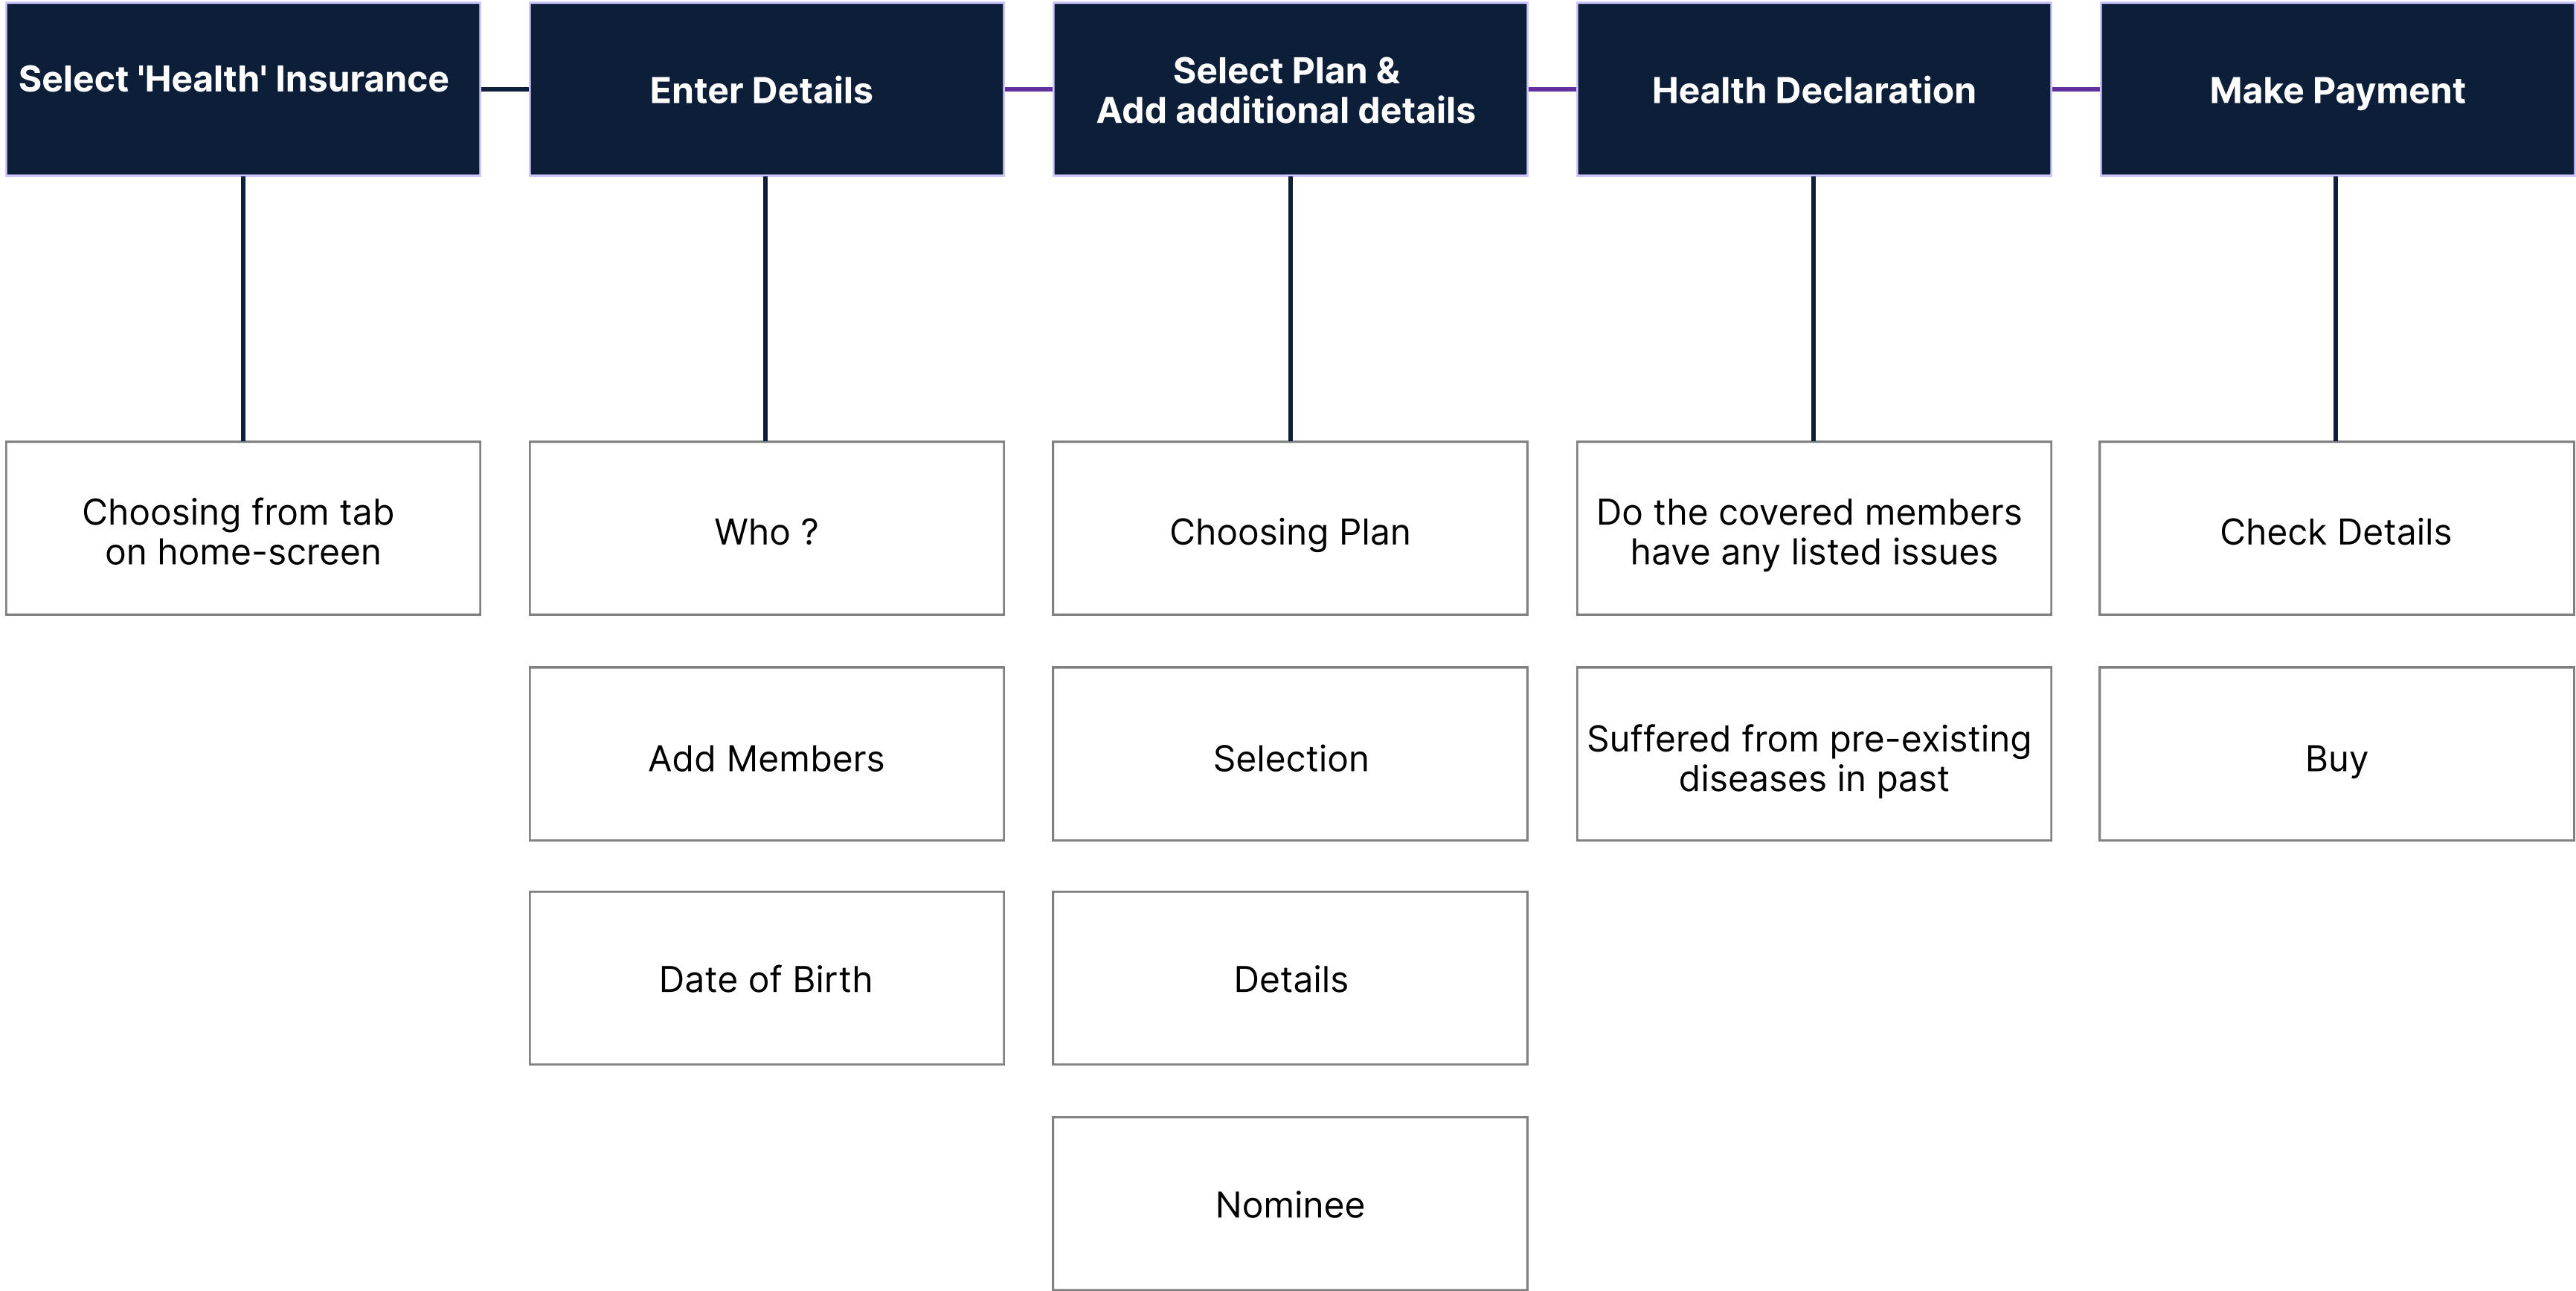 Select 'Health' Insurance
Enter Details
Select Plan &
Add additional details
Health Declaration
Make Payment
Choosing from tab
on home-screen
Who ?
Choosing Plan
Do the covered members
have any listed issues
Check Details
Add Members
Selection
Suffered from pre-existing
diseases in past
Buy
Date of Birth
Details
Nominee